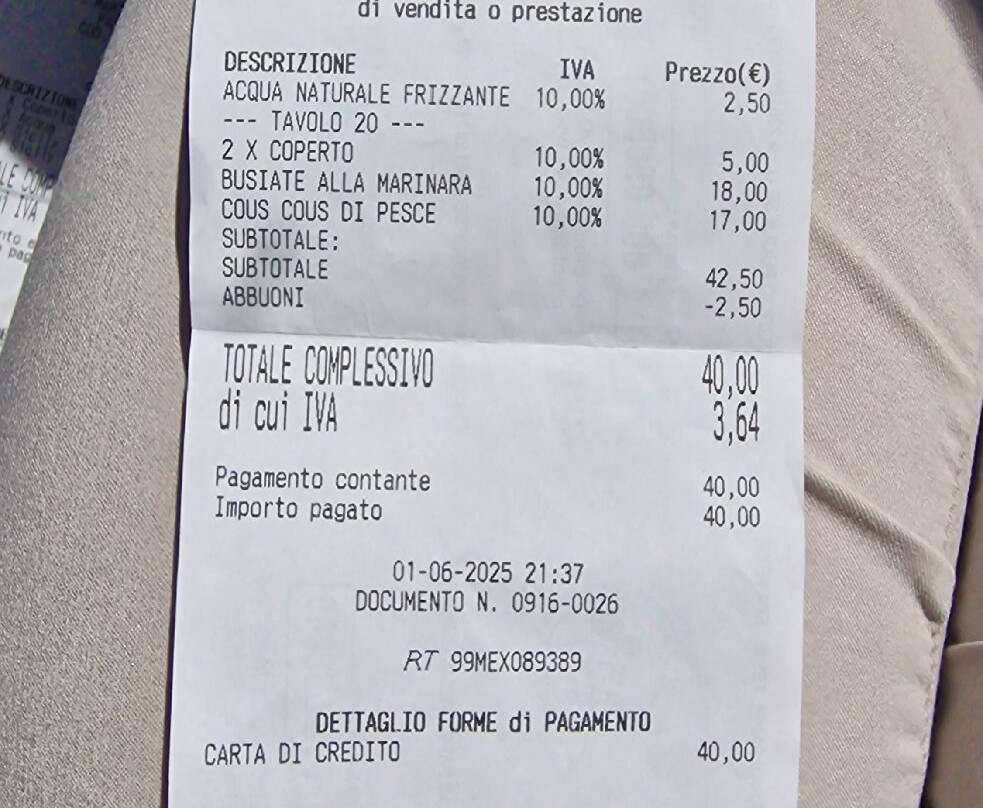 di vendita o prestazione
DESCRIZIONE IVA Prezzo(€)
ACQUA NATURALE FRIZZANTE 10,00% 2,50
--- TAVOLO 20 ---
2 X COPERTO 10,00% 5,00
BUSIATE ALLA MARINARA 10,00% 18,00
COUS COUS DI PESCE 10,00% 17,00
SUBTOTALE:
SUBTOTALE 42,50
ABBUONI -2,50
TOTALE COMPLESSIVO 40,00
di cui IVA 3,64
Pagamento contante 40,00
Importo pagato 40,00
01-06-2025 21:37
DOCUMENTO N. 0916-0026
RT 99MEX089389
DETTAGLIO FORME di PAGAMENTO
CARTA DI CREDITO 40,00
DESCRIZIONE